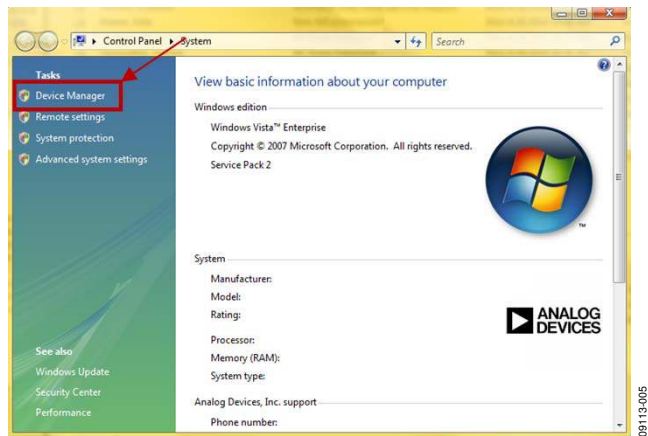 Control Panel ▸ System
Search
Tasks
Device Manager
Remote settings
System protection
Advanced system settings
See also
Windows Update
Security Center
Performance
View basic information about your computer
Windows edition
Windows Vista™ Enterprise
Copyright © 2007 Microsoft Corporation. All rights reserved.
Service Pack 2
TM
System
Manufacturer:
Model:
Rating:
Processor:
Memory (RAM):
System type:
ANALOG
DEVICES
Analog Devices, Inc. support
Phone number:
09113-005